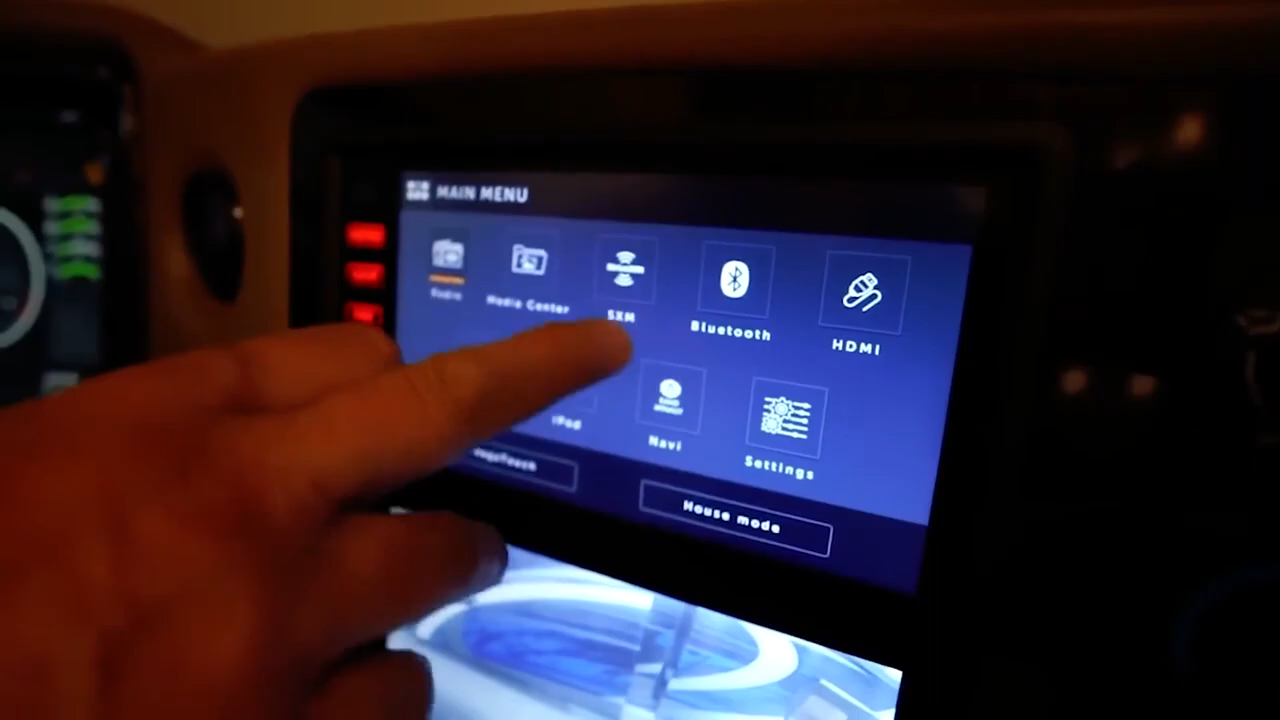 MAIN MENU
Radio
Media Center
SXM
Bluetooth
HDMI
iPod
Navi
Settings
House mode